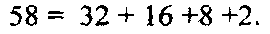 58 = 32 + 16 +8 +2.